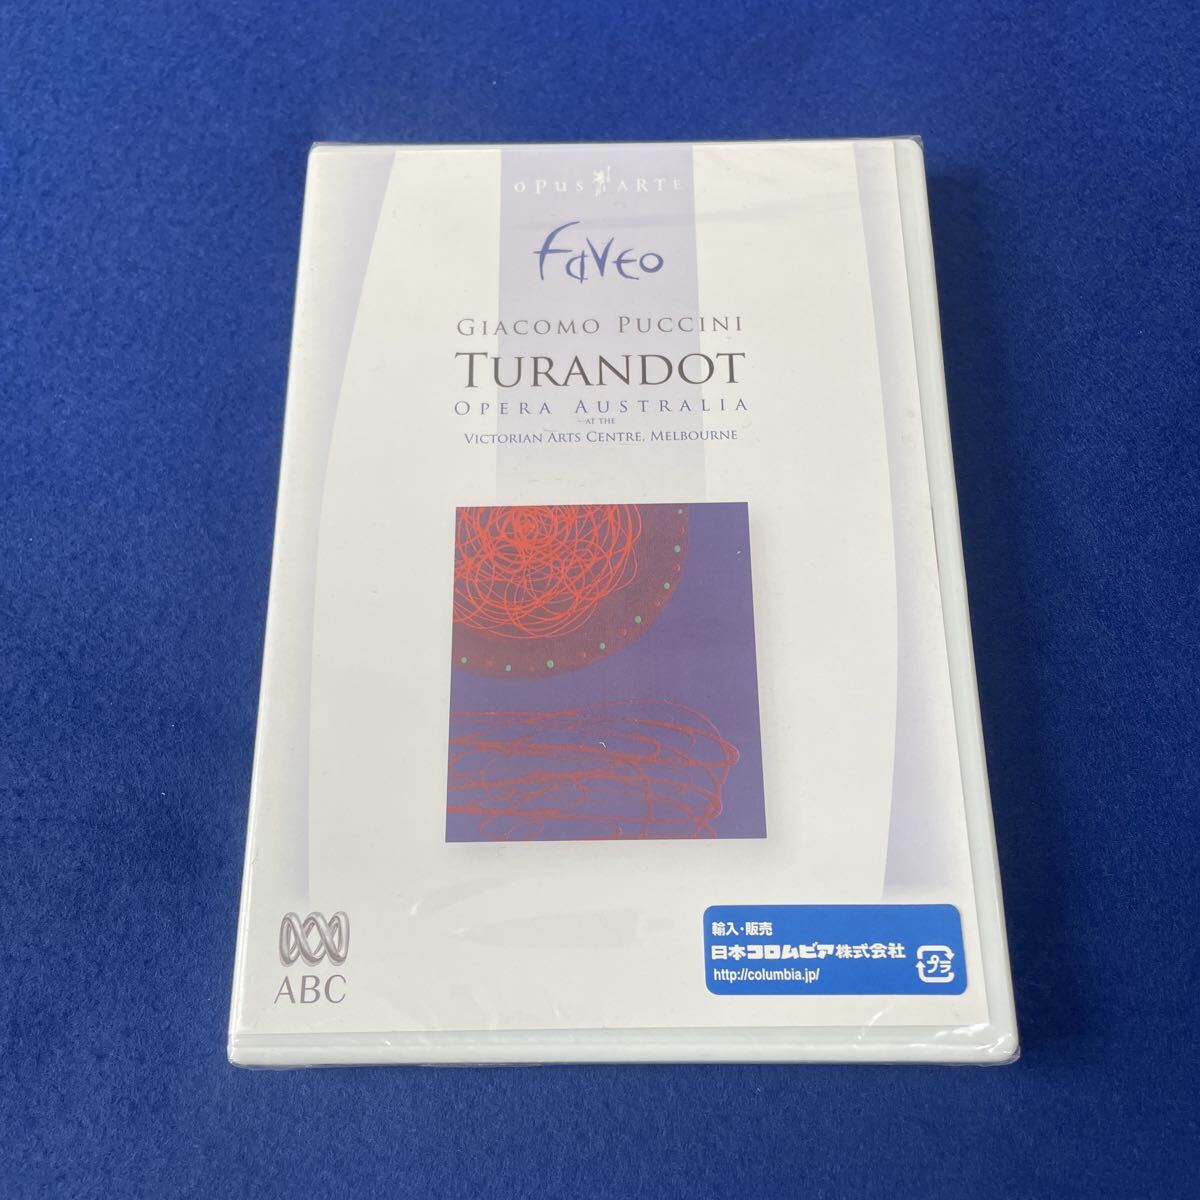 OPUS ARTE
Faveo
GIACOMO PUCCINI
TURANDOT
OPERA AUSTRALIA
AT THE
VICTORIAN ARTS CENTRE, MELBOURNE
ABC
輸入・販売
日本コロムビア株式会社
http://columbia.jp/
プラ